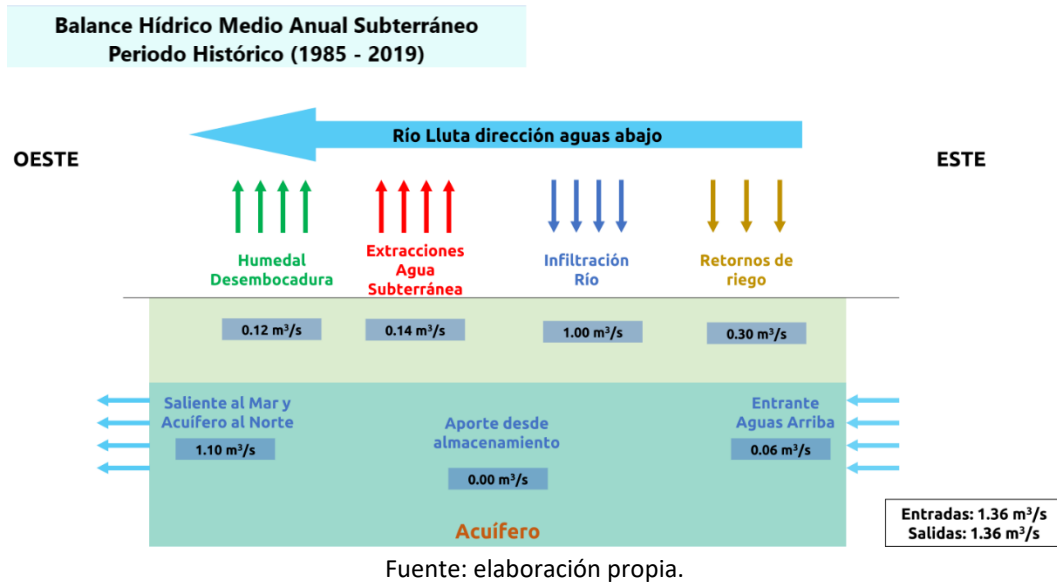 Balance Hídrico Medio Anual Subterráneo
Periodo Histórico (1985 - 2019)
Río Lluta dirección aguas abajo
OESTE
ESTE
Humedal
Desembocadura
Extracciones
Agua
Subterránea
Infiltración
Río
Retornos de
riego
0.12 m³/s
0.14 m³/s
1.00 m³/s
0.30 m³/s
Saliente al Mar y
Acuífero al Norte
1.10 m³/s
Aporte desde
almacenamiento
0.00 m³/s
Entrante
Aguas Arriba
0.06 m³/s
Acuífero
Entradas: 1.36 m³/s
Salidas: 1.36 m³/s
Fuente: elaboración propia.